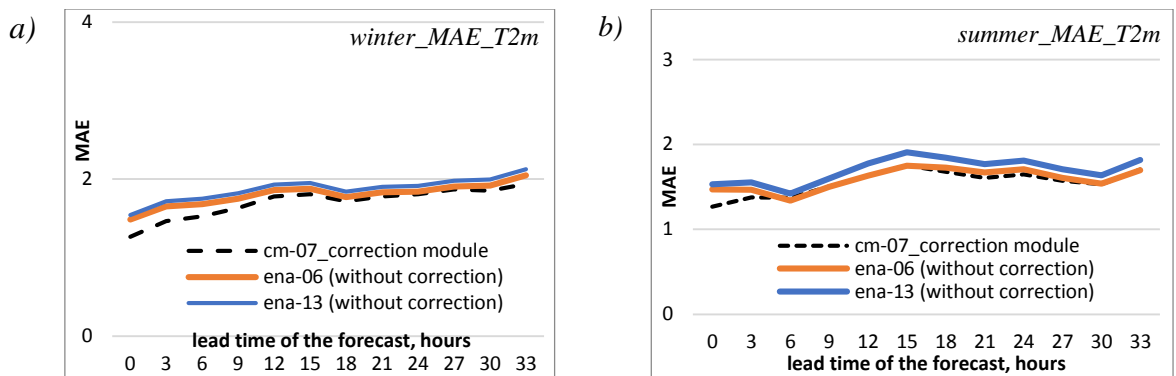 a)
winter_MAE_T2m
4
2
0
MAE
cm-07_correction module
ena-06 (without correction)
ena-13 (without correction)
lead time of the forecast, hours
0 3 6 9 12 15 18 21 24 27 30 33
b)
summer_MAE_T2m
3
2
1
0
MAE
cm-07_correction module
ena-06 (without correction)
ena-13 (without correction)
0 3 6 9 12 15 18 21 24 27 30 33
lead time of the forecast, hours